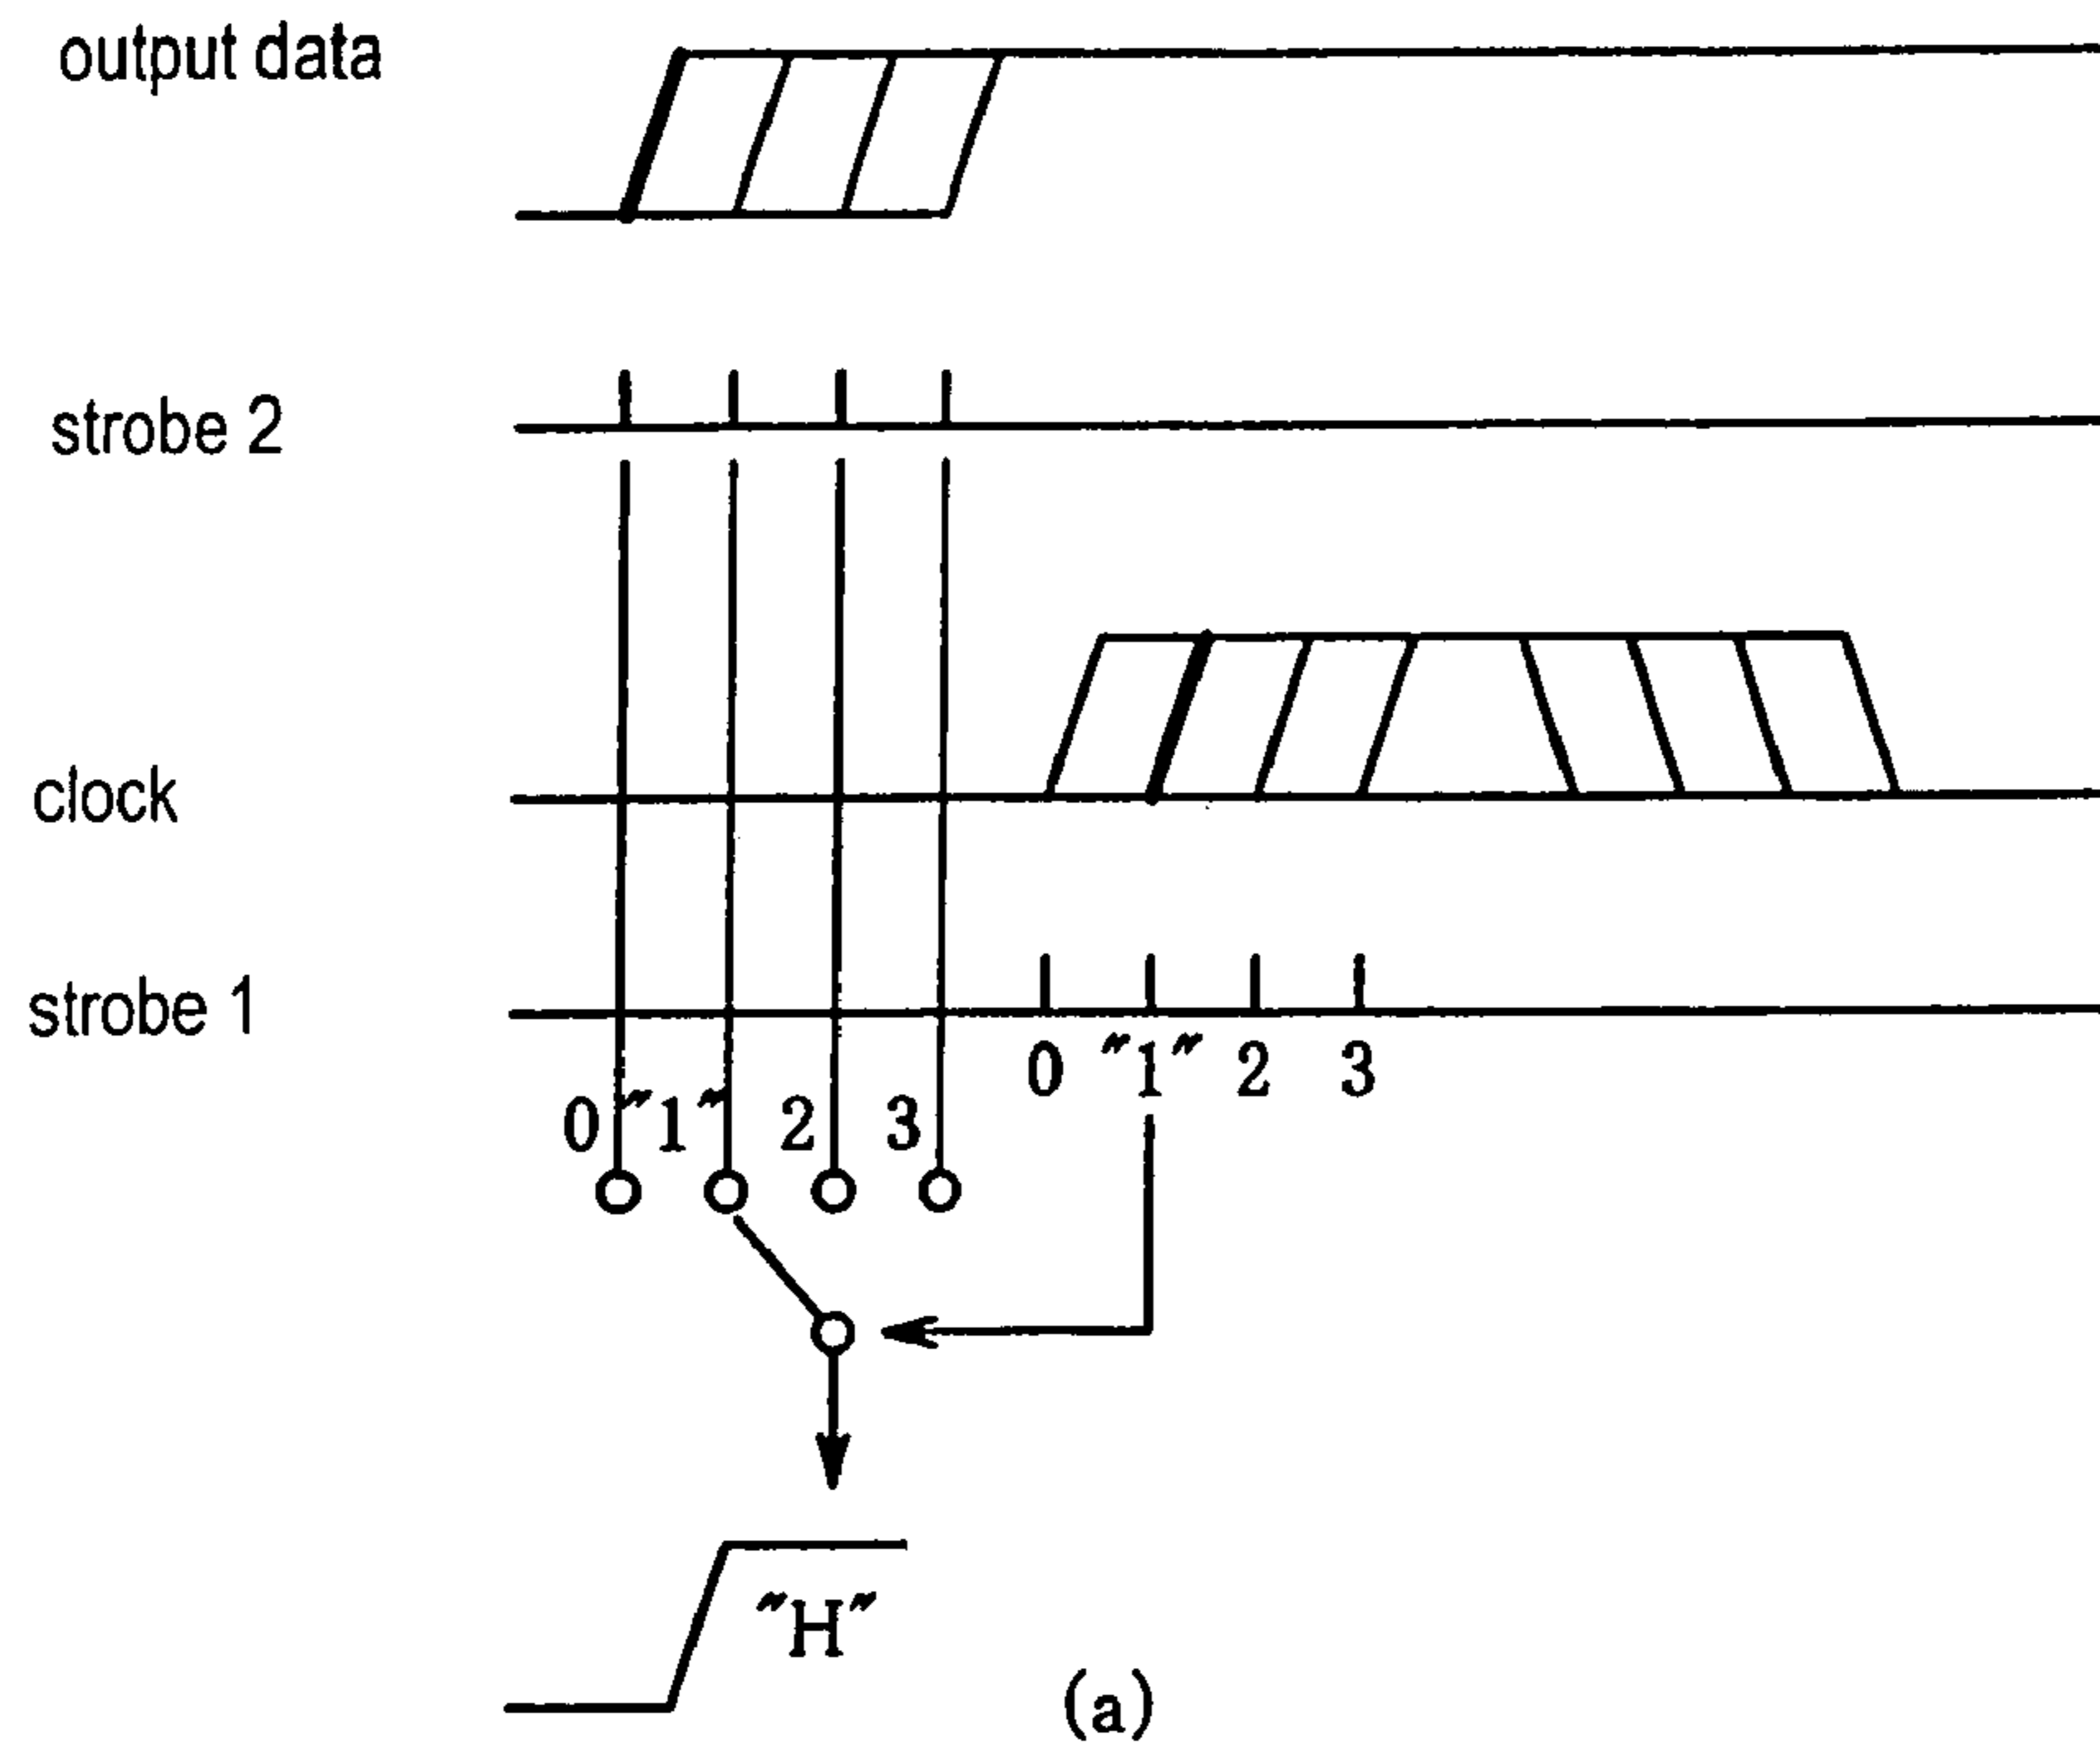 output data
strobe 2
clock
strobe 1
0 "1" 2 3
0 "1" 2 3
"H"
(a)